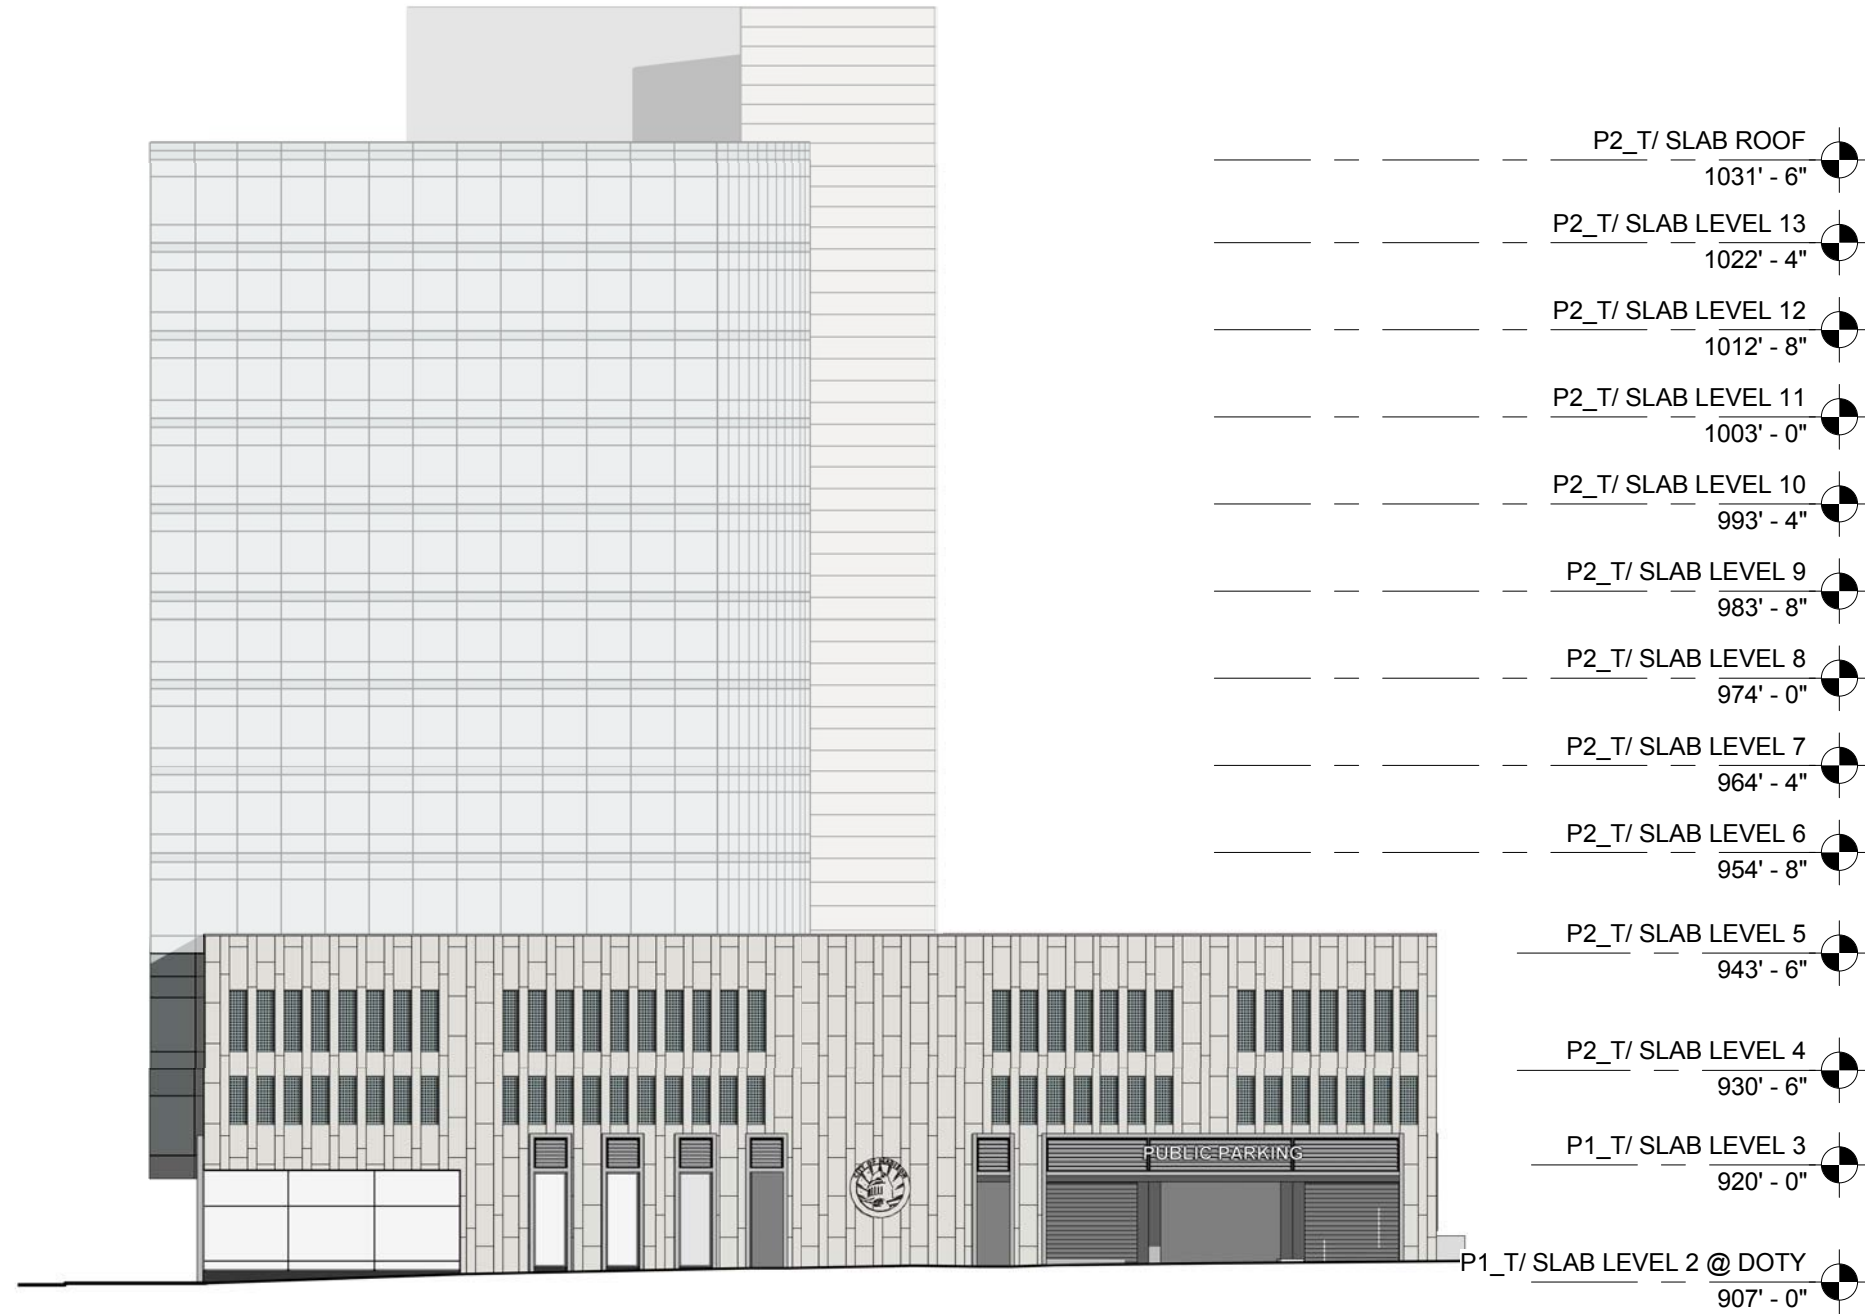 P2_T/ SLAB ROOF
1031' - 6"
P2_T/ SLAB LEVEL 13
1022' - 4"
P2_T/ SLAB LEVEL 12
1012' - 8"
P2_T/ SLAB LEVEL 11
1003' - 0"
P2_T/ SLAB LEVEL 10
993' - 4"
P2_T/ SLAB LEVEL 9
983' - 8"
P2_T/ SLAB LEVEL 8
974' - 0"
P2_T/ SLAB LEVEL 7
964' - 4"
P2_T/ SLAB LEVEL 6
954' - 8"
P2_T/ SLAB LEVEL 5
943' - 6"
P2_T/ SLAB LEVEL 4
930' - 6"
P1_T/ SLAB LEVEL 3
920' - 0"
PUBLIC PARKING
P1_T/ SLAB LEVEL 2 @ DOTY
907' - 0"